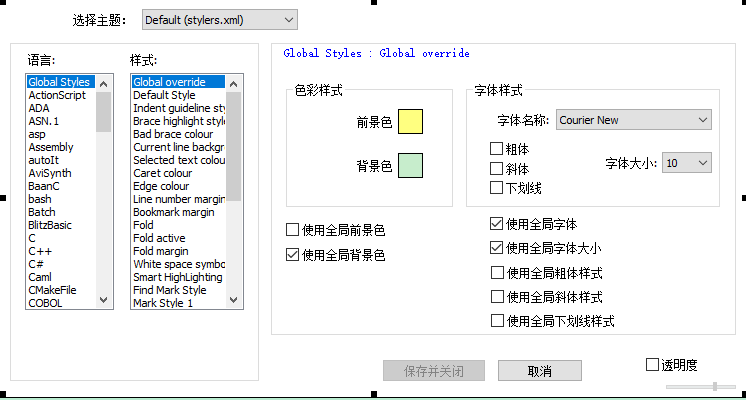 选择主题: Default (stylers.xml)
语言: 样式:
Global Styles : Global override
Global Styles
ActionScript
ADA
ASN.1
asp
Assembly
autoIt
AviSynth
BaanC
bash
Batch
BlitzBasic
C
C++
C#
Caml
CMakeFile
COBOL
Global override
Default Style
Indent guideline sty
Brace highlight style
Bad brace colour
Current line backgr
Selected text colou
Caret colour
Edge colour
Line number margin
Bookmark margin
Fold
Fold active
Fold margin
White space symbo
Smart HighLighting
Find Mark Style
Mark Style 1
色彩样式
前景色
背景色
使用全局前景色
使用全局背景色
字体样式
字体名称: Courier New
粗体
斜体
下划线
字体大小: 10
使用全局字体
使用全局字体大小
使用全局粗体样式
使用全局斜体样式
使用全局下划线样式
保存并关闭 取消 透明度